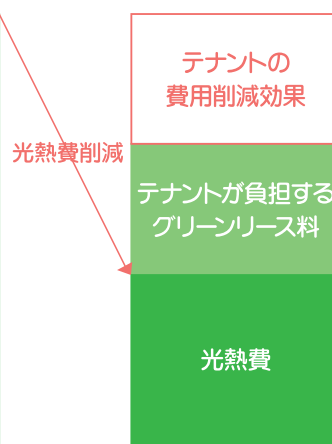 テナントの
費用削減効果
光熱費削減
テナントが負担する
グリーンリース料
光熱費